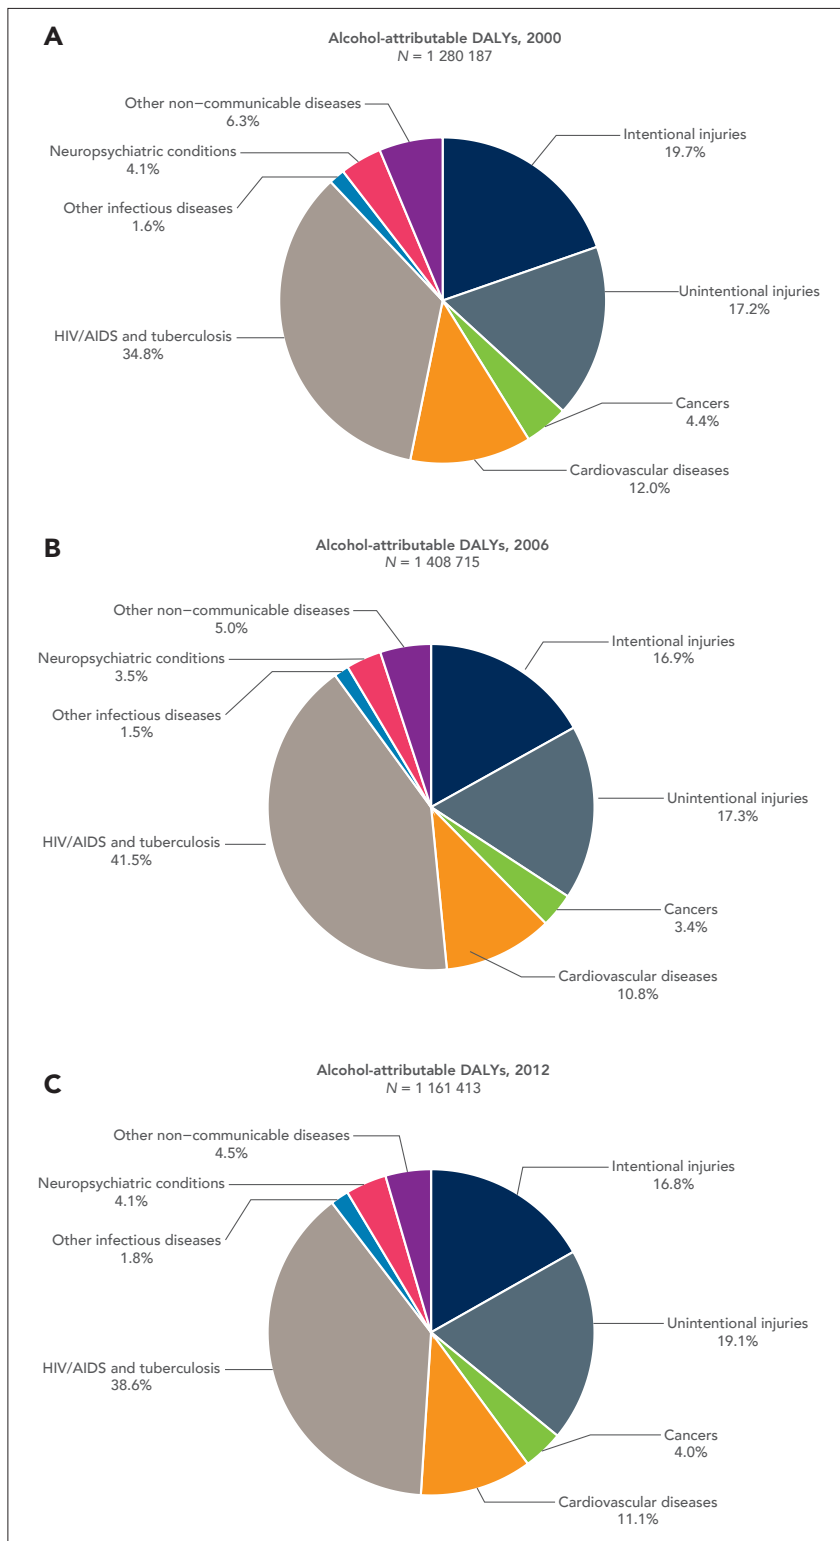 A
Alcohol-attributable DALYs, 2000
N = 1 280 187
Other non−communicable diseases
6.3%
Intentional injuries
19.7%
Neuropsychiatric conditions
4.1%
Other infectious diseases
1.6%
Unintentional injuries
17.2%
HIV/AIDS and tuberculosis
34.8%
Cancers
4.4%
Cardiovascular diseases
12.0%
B
Alcohol-attributable DALYs, 2006
N = 1 408 715
Other non−communicable diseases
5.0%
Intentional injuries
16.9%
Neuropsychiatric conditions
3.5%
Other infectious diseases
1.5%
Unintentional injuries
17.3%
HIV/AIDS and tuberculosis
41.5%
Cancers
3.4%
Cardiovascular diseases
10.8%
C
Alcohol-attributable DALYs, 2012
N = 1 161 413
Other non−communicable diseases
4.5%
Intentional injuries
16.8%
Neuropsychiatric conditions
4.1%
Other infectious diseases
1.8%
Unintentional injuries
19.1%
HIV/AIDS and tuberculosis
38.6%
Cancers
4.0%
Cardiovascular diseases
11.1%